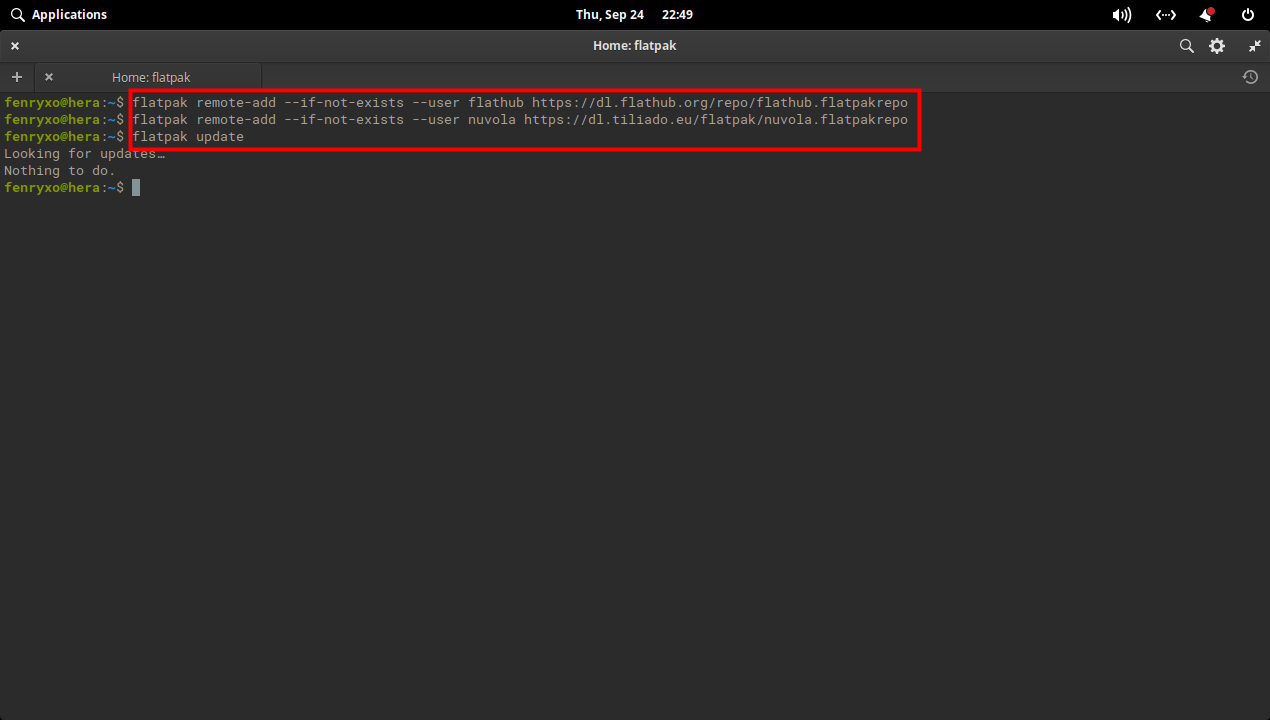 Applications
Thu, Sep 24 22:49
Home: flatpak
Home: flatpak
fenryxo@hera:~$ flatpak remote-add --if-not-exists --user flathub https://dl.flathub.org/repo/flathub.flatpakrepo
fenryxo@hera:~$ flatpak remote-add --if-not-exists --user nuvola https://dl.tiliado.eu/flatpak/nuvola.flatpakrepo
fenryxo@hera:~$ flatpak update
Looking for updates…
Nothing to do.
fenryxo@hera:~$